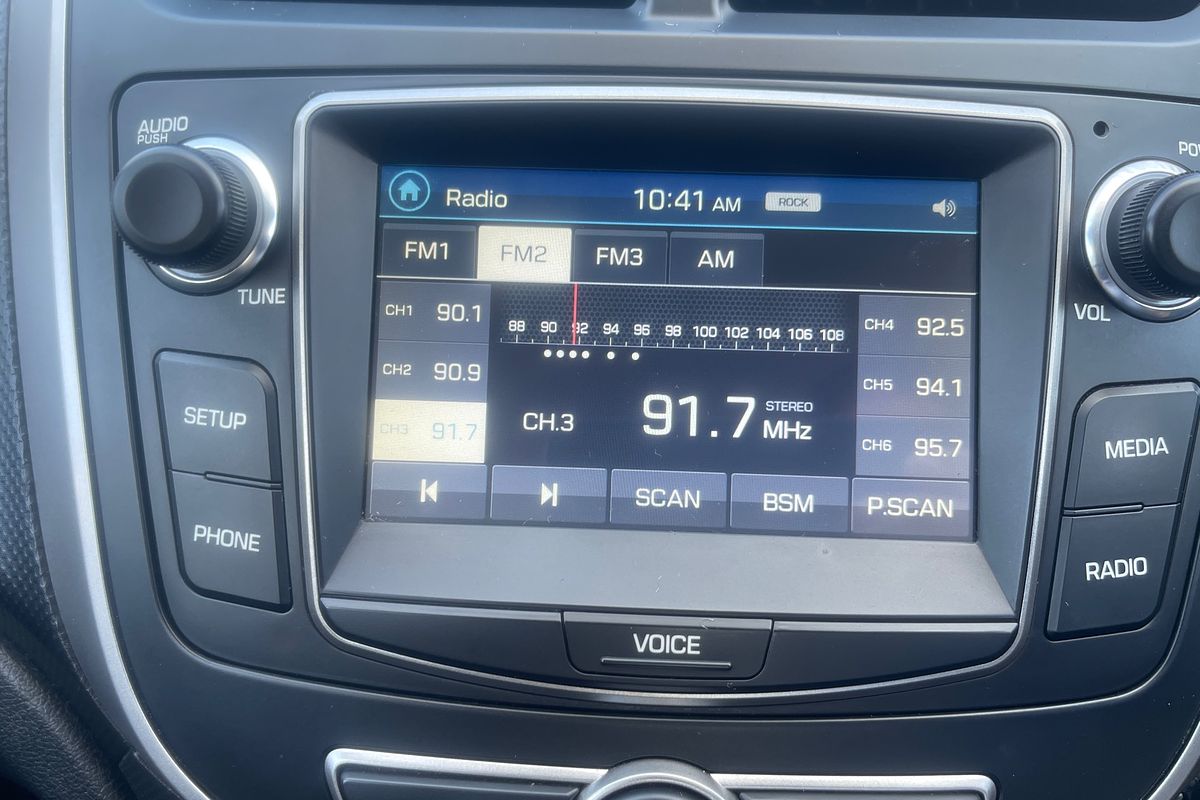 AUDIO
PUSH
TUNE
POW
VOL
Radio 10:41 AM ROCK
FM1 FM2 FM3 AM
CH1 90.1
CH2 90.9
CH3 91.7
88 90 92 94 96 98 100 102 104 106 108
CH.3 91.7 STEREO
MHz
CH4 92.5
CH5 94.1
CH6 95.7
SCAN BSM P.SCAN
SETUP
PHONE
MEDIA
RADIO
VOICE